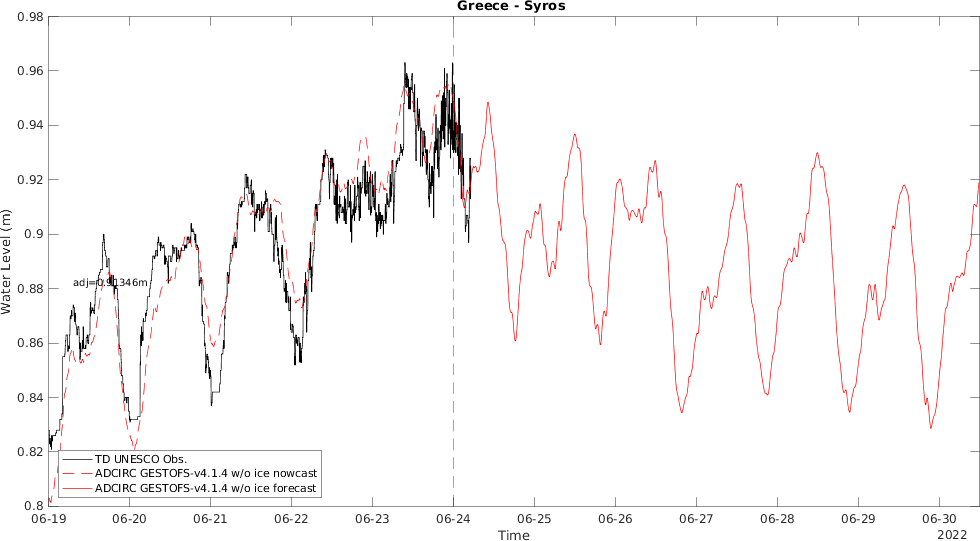 Greece - Syros
0.98
0.96
0.94
0.92
0.9
0.88
0.86
0.84
0.82
0.8
Water Level (m)
TD UNESCO Obs.
ADCIRC GESTOFS-v4.1.4 w/o ice nowcast
ADCIRC GESTOFS-v4.1.4 w/o ice forecast
06-19 06-20 06-21 06-22 06-23 06-24 06-25 06-26 06-27 06-28 06-29 06-30
Time
2022